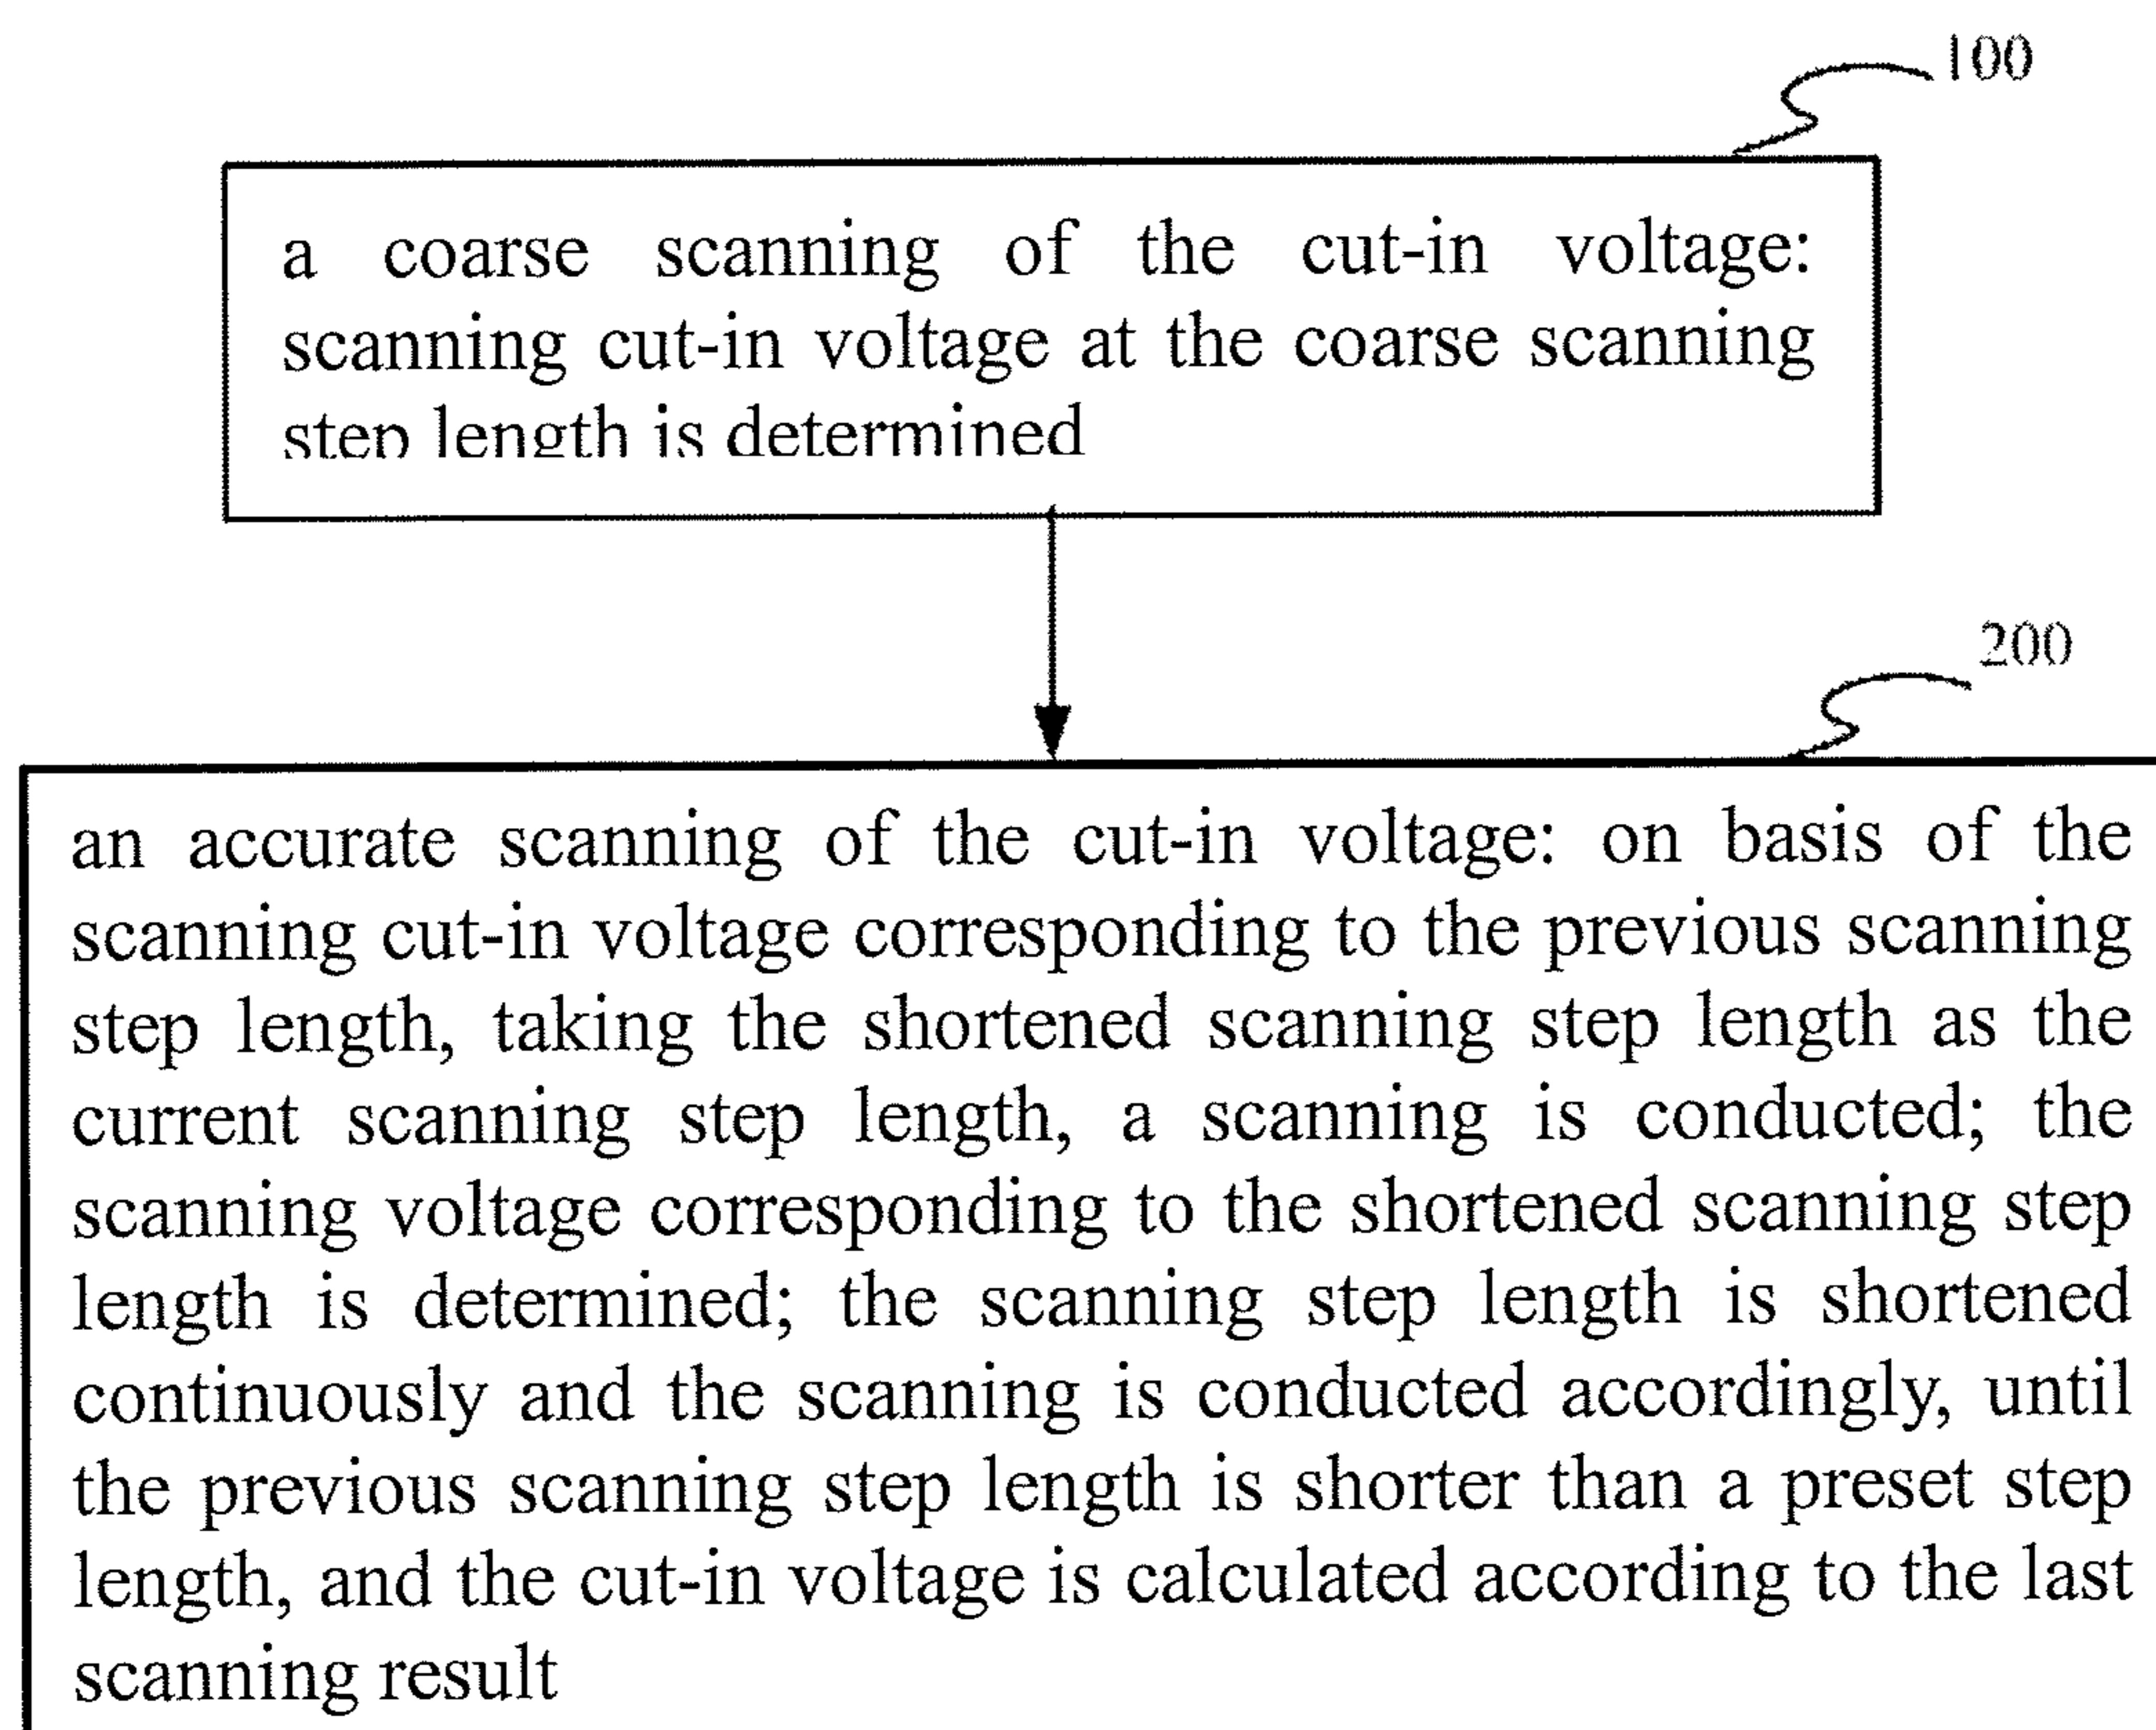 100
a coarse scanning of the cut-in voltage:
scanning cut-in voltage at the coarse scanning
step length is determined
200
an accurate scanning of the cut-in voltage: on basis of the
scanning cut-in voltage corresponding to the previous scanning
step length, taking the shortened scanning step length as the
current scanning step length, a scanning is conducted; the
scanning voltage corresponding to the shortened scanning step
length is determined; the scanning step length is shortened
continuously and the scanning is conducted accordingly, until
the previous scanning step length is shorter than a preset step
length, and the cut-in voltage is calculated according to the last
scanning result